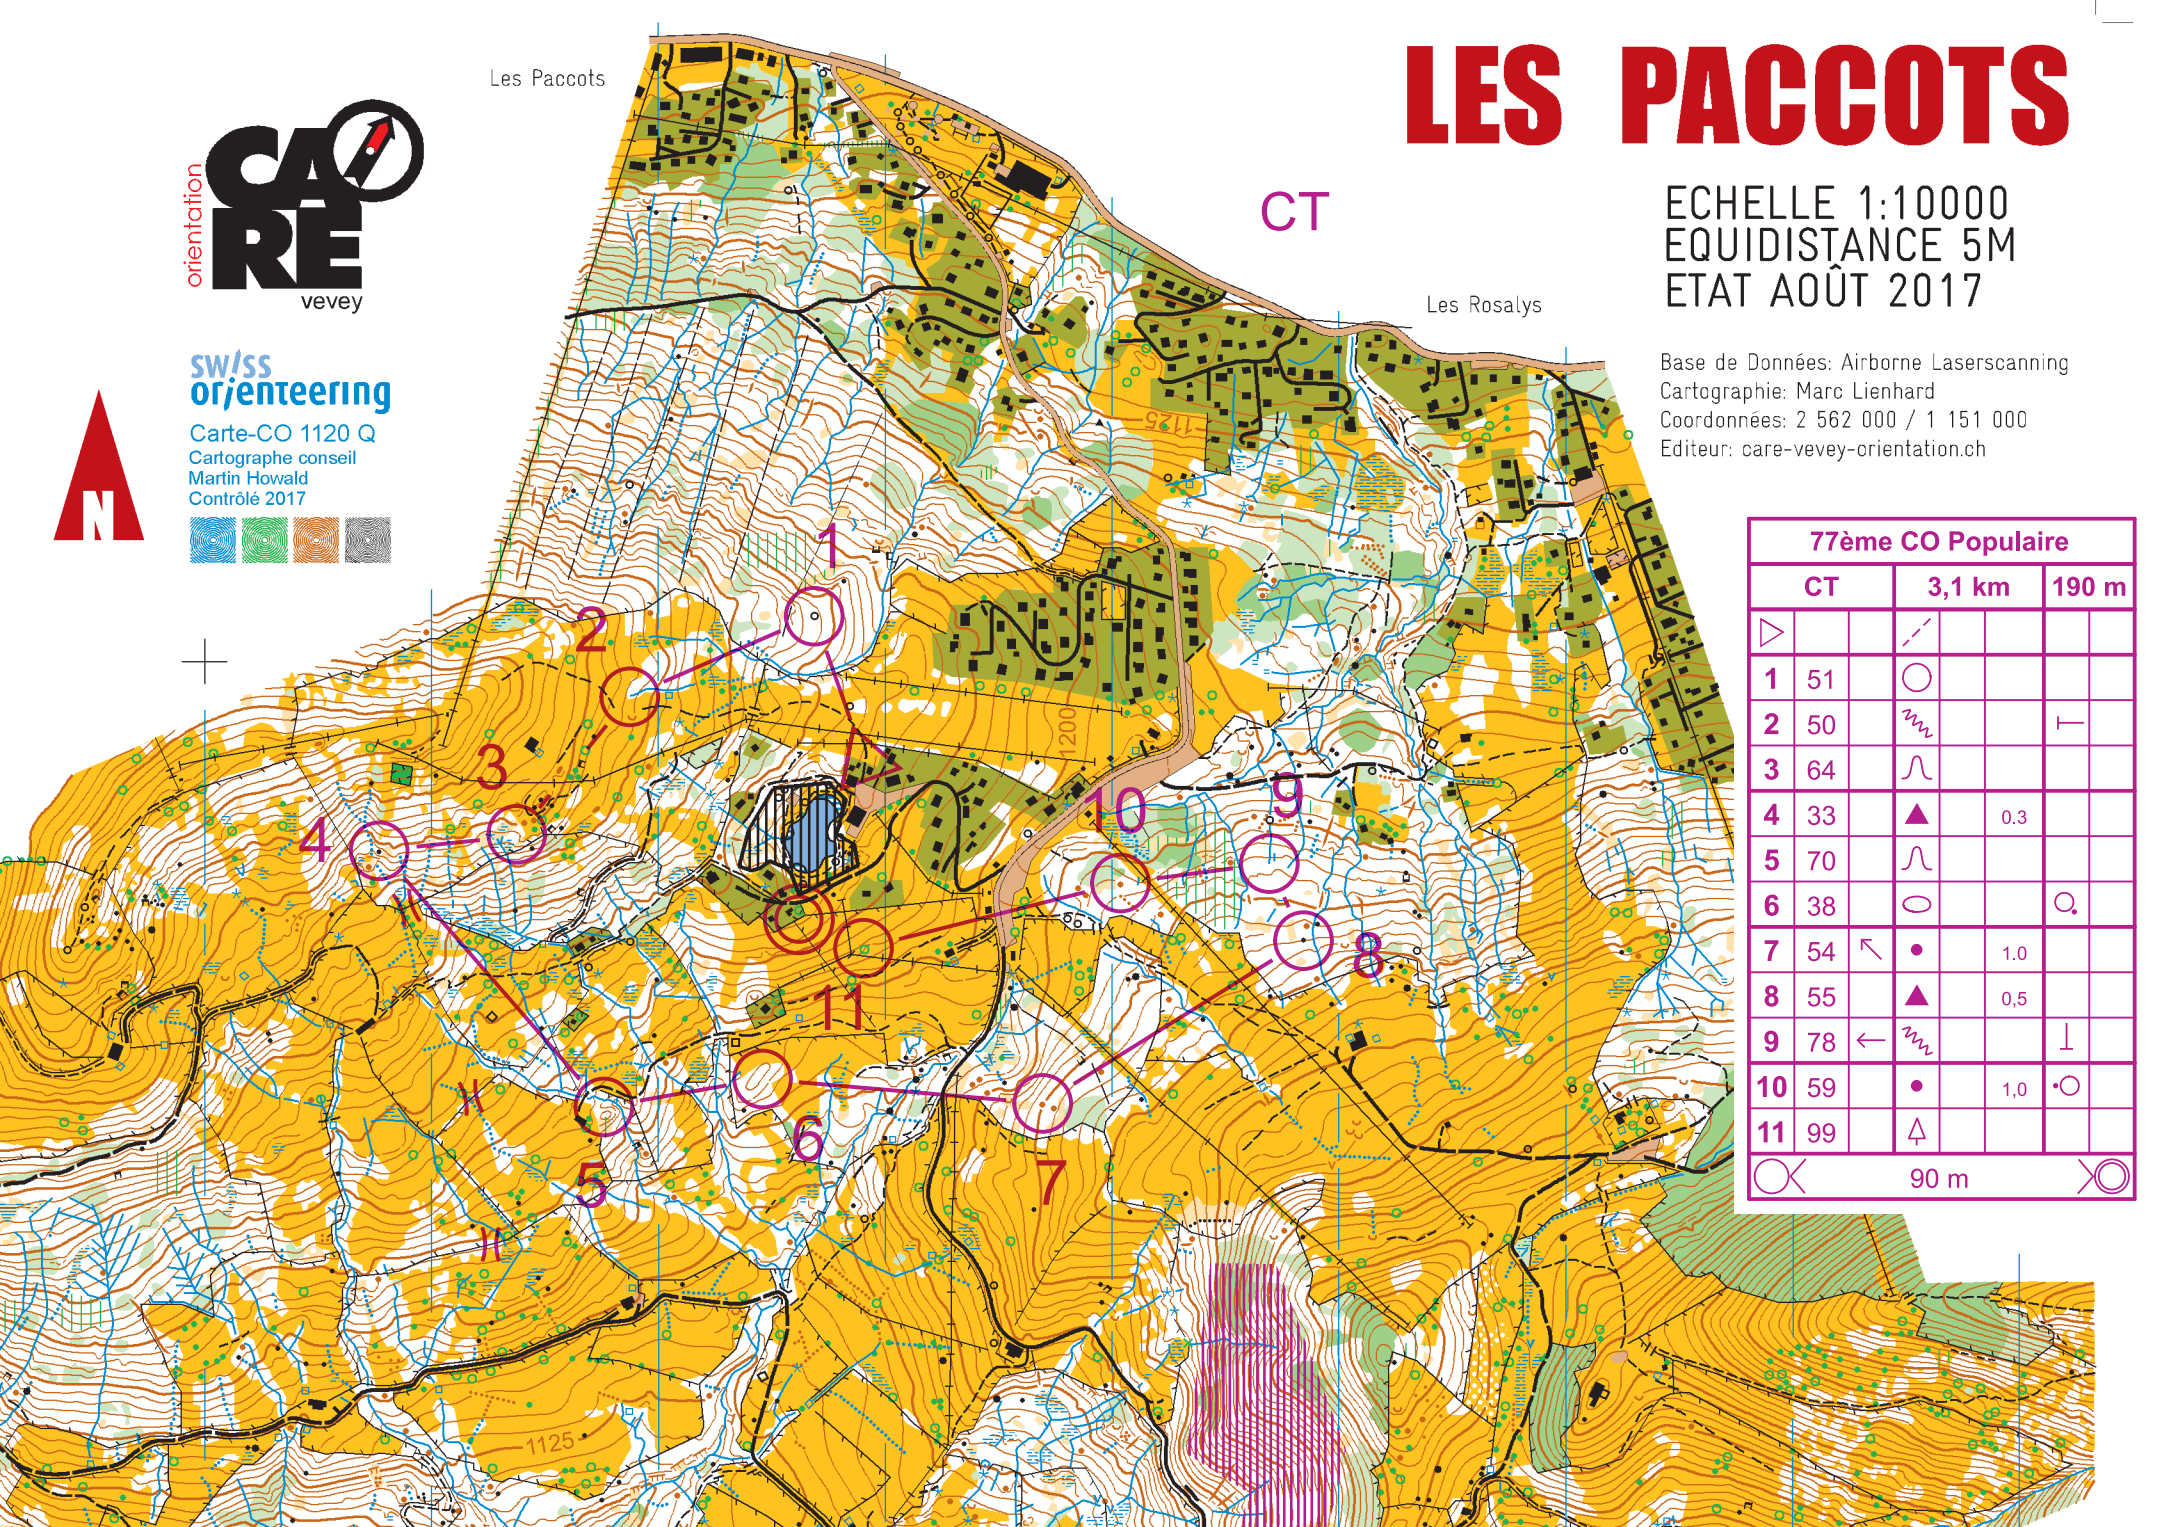 LES PACCOTS
Les Paccots
CT
ECHELLE 1:10000
EQUIDISTANCE 5M
ETAT AOÛT 2017
Les Rosalys
Base de Données: Airborne Laserscanning
Cartographie: Marc Lienhard
Coordonnées: 2 562 000 / 1 151 000
Editeur: care-vevey-orientation.ch
orientation
CARE
vevey
swiss
orienteering
Carte-CO 1120 Q
Cartographe conseil
Martin Howald
Contrôlé 2017
N
77ème CO Populaire
CT 3,1 km 190 m
1 51
2 50
3 64
4 33 0.3
5 70
6 38
7 54 1.0
8 55 0,5
9 78
10 59 1,0
11 99
90 m
1
2
3
4
5
6
7
8
9
10
11
1125
1200
1125